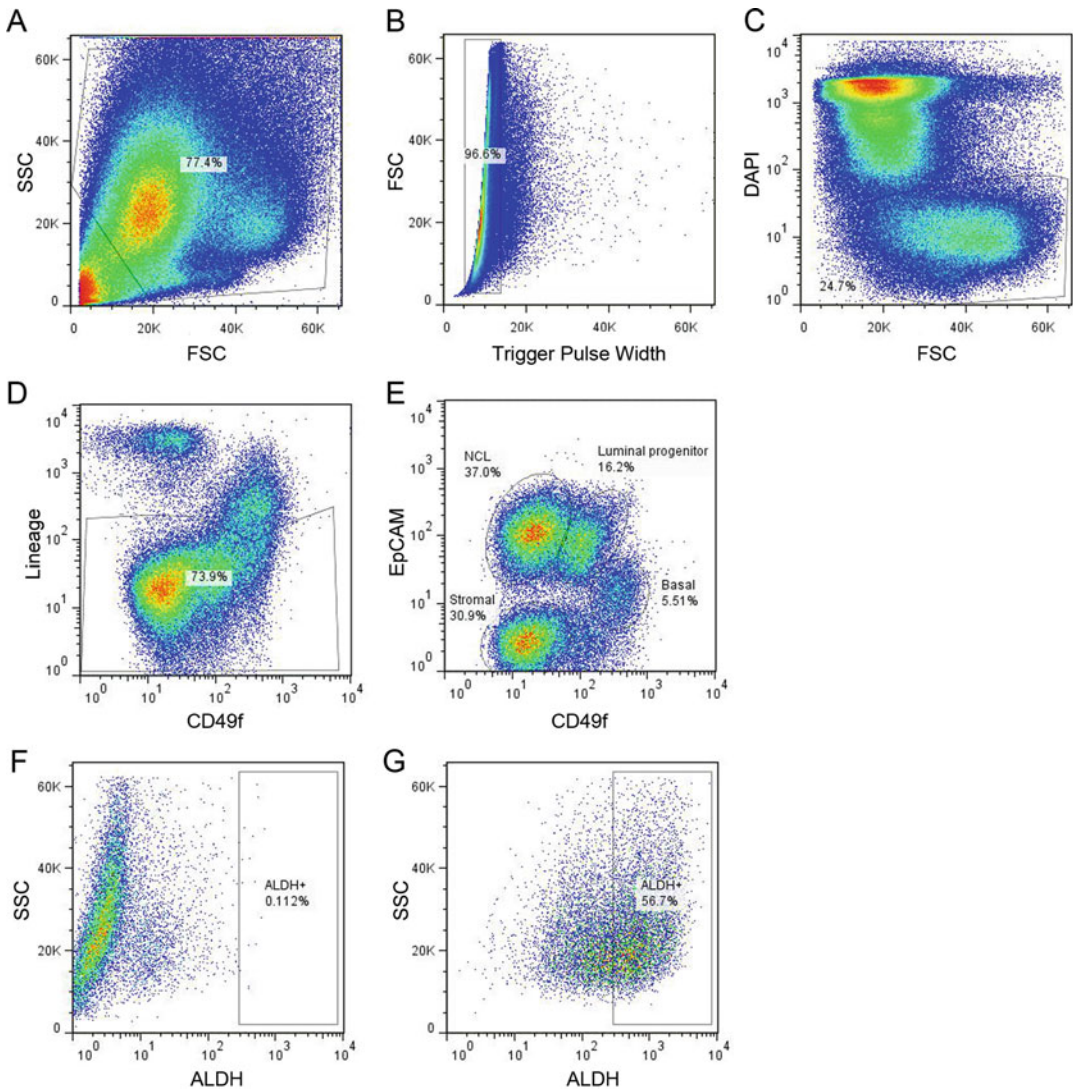 A
60K
40K
20K
0
SSC
77.4%
0 20K 40K 60K
FSC
B
60K
40K
20K
0
FSC
96.6%
0 20K 40K 60K
Trigger Pulse Width
C
10^4
10^3
10^2
10^1
10^0
DAPI
24.7%
0 20K 40K 60K
FSC
D
10^4
10^3
10^2
10^1
10^0
Lineage
73.9%
10^0 10^1 10^2 10^3 10^4
CD49f
E
10^4
10^3
10^2
10^1
10^0
EpCAM
NCL
37.0%
Luminal progenitor
16.2%
Stromal
30.9%
Basal
5.51%
10^0 10^1 10^2 10^3 10^4
CD49f
F
60K
40K
20K
0
SSC
ALDH+
0.112%
10^0 10^1 10^2 10^3 10^4
ALDH
G
60K
40K
20K
0
SSC
ALDH+
56.7%
10^0 10^1 10^2 10^3 10^4
ALDH